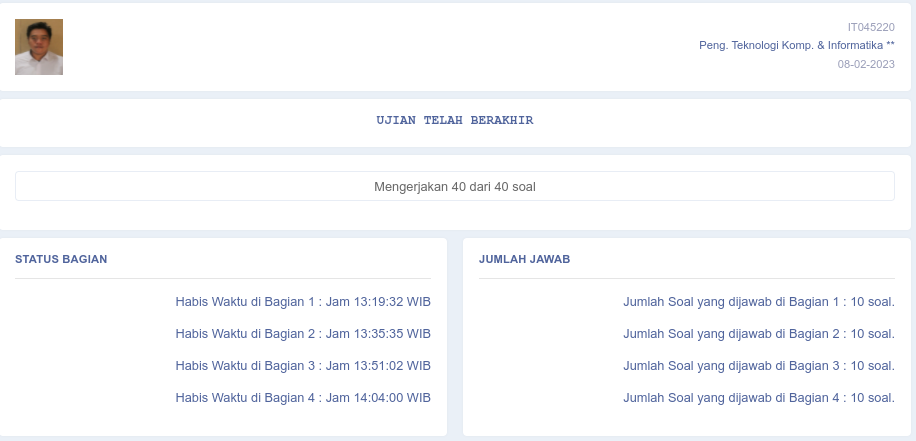 IT045220
Peng. Teknologi Komp. & Informatika **
08-02-2023
UJIAN TELAH BERAKHIR
Mengerjakan 40 dari 40 soal
STATUS BAGIAN
Habis Waktu di Bagian 1 : Jam 13:19:32 WIB
Habis Waktu di Bagian 2 : Jam 13:35:35 WIB
Habis Waktu di Bagian 3 : Jam 13:51:02 WIB
Habis Waktu di Bagian 4 : Jam 14:04:00 WIB
JUMLAH JAWAB
Jumlah Soal yang dijawab di Bagian 1 : 10 soal.
Jumlah Soal yang dijawab di Bagian 2 : 10 soal.
Jumlah Soal yang dijawab di Bagian 3 : 10 soal.
Jumlah Soal yang dijawab di Bagian 4 : 10 soal.